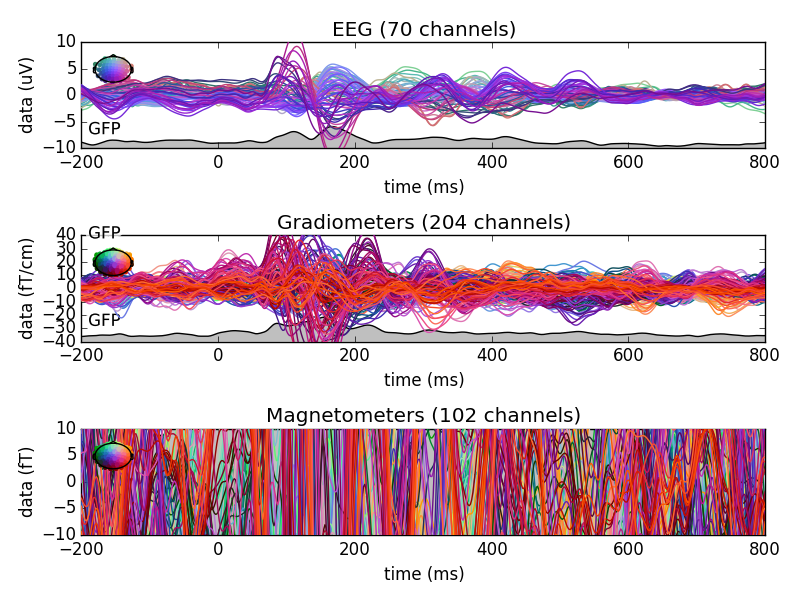 EEG (70 channels)
data (uV)
10
5
0
−5
−10
GFP
−200 0 200 400 600 800
time (ms)
Gradiometers (204 channels)
data (fT/cm)
40
30
20
10
0
−10
−20
−30
−40
GFP
GFP
−200 0 200 400 600 800
time (ms)
Magnetometers (102 channels)
data (fT)
10
5
0
−5
−10
−200 0 200 400 600 800
time (ms)